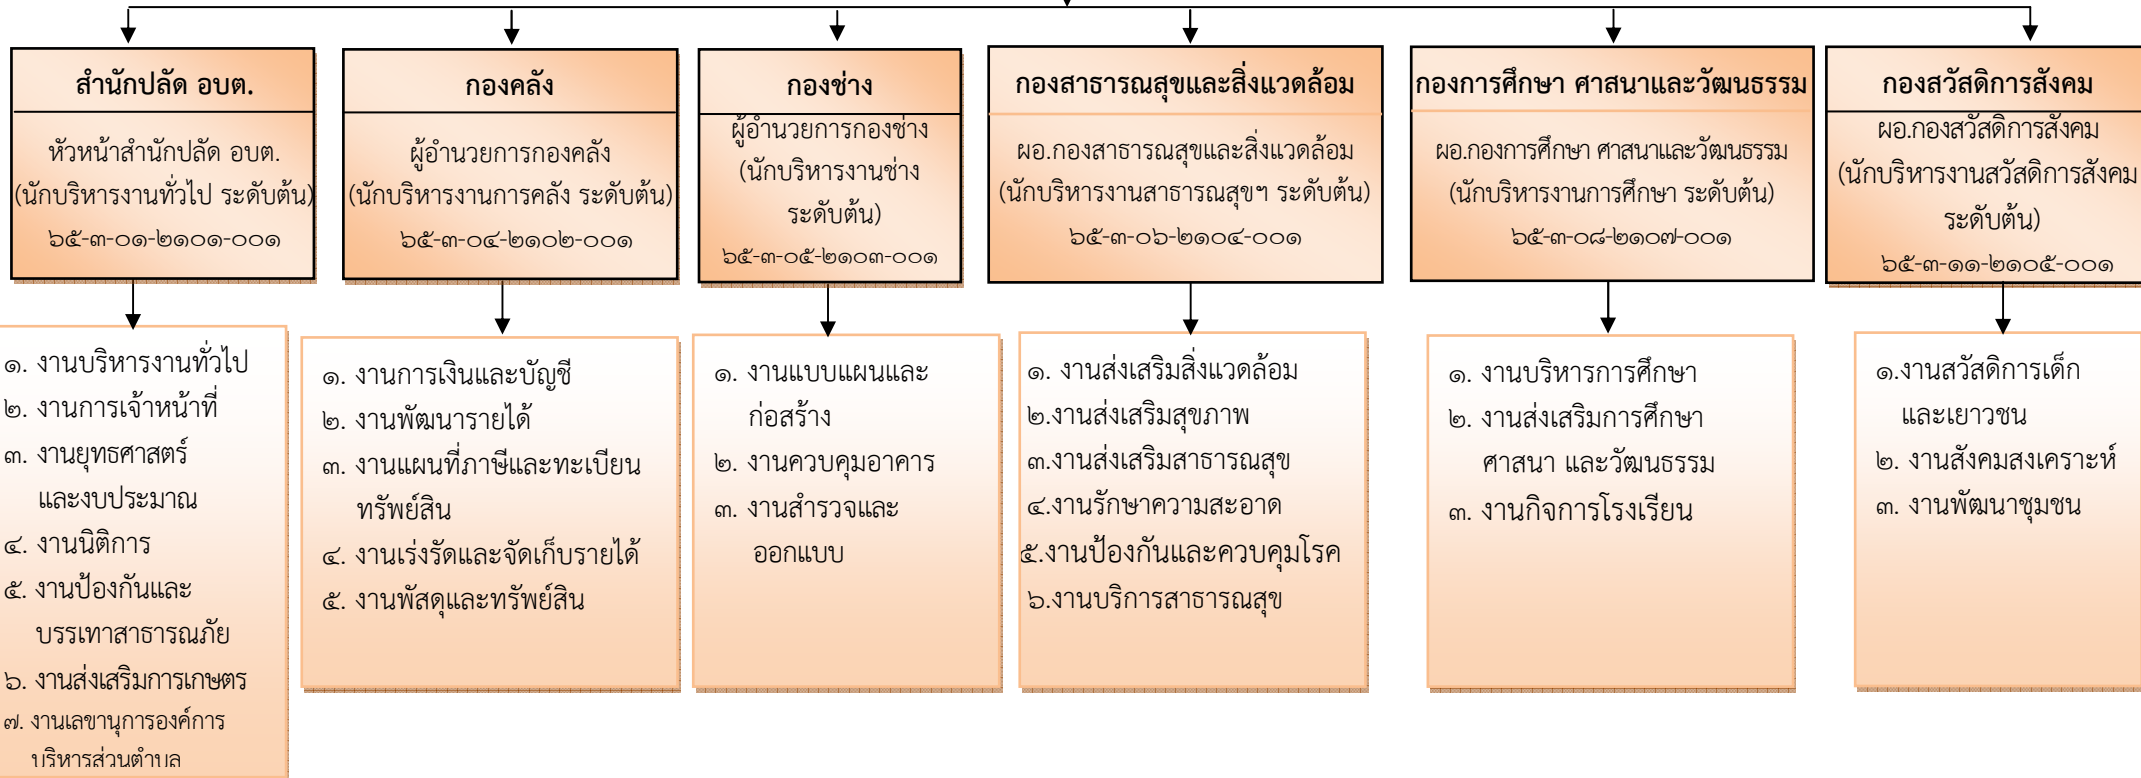 สำนักปลัด อบต.
หัวหน้าสำนักปลัด อบต.
(นักบริหารงานทั่วไป ระดับต้น)
๖๕-๓-๐๑-๒๑๐๑-๐๐๑
กองคลัง
ผู้อำนวยการกองคลัง
(นักบริหารงานการคลัง ระดับต้น)
๖๕-๓-๐๔-๒๑๐๒-๐๐๑
กองช่าง
ผู้อำนวยการกองช่าง
(นักบริหารงานช่าง
ระดับต้น)
๖๕-๓-๐๕-๒๑๐๓-๐๐๑
กองสาธารณสุขและสิ่งแวดล้อม
ผอ.กองสาธารณสุขและสิ่งแวดล้อม
(นักบริหารงานสาธารณสุขฯ ระดับต้น)
๖๕-๓-๐๖-๒๑๐๔-๐๐๑
กองการศึกษา ศาสนาและวัฒนธรรม
ผอ.กองการศึกษา ศาสนาและวัฒนธรรม
(นักบริหารงานการศึกษา ระดับต้น)
๖๕-๓-๐๘-๒๑๐๗-๐๐๑
กองสวัสดิการสังคม
ผอ.กองสวัสดิการสังคม
(นักบริหารงานสวัสดิการสังคม
ระดับต้น)
๖๕-๓-๑๑-๒๑๐๕-๐๐๑
๑. งานบริหารงานทั่วไป
๒. งานการเจ้าหน้าที่
๓. งานยุทธศาสตร์
และงบประมาณ
๔. งานนิติการ
๕. งานป้องกันและ
บรรเทาสาธารณภัย
๖. งานส่งเสริมการเกษตร
๗. งานเลขานุการองค์การ
บริหารส่วนตำบล
๑. งานการเงินและบัญชี
๒. งานพัฒนารายได้
๓. งานแผนที่ภาษีและทะเบียน
ทรัพย์สิน
๔. งานเร่งรัดและจัดเก็บรายได้
๕. งานพัสดุและทรัพย์สิน
๑. งานแบบแผนและ
ก่อสร้าง
๒. งานควบคุมอาคาร
๓. งานสำรวจและ
ออกแบบ
๑. งานส่งเสริมสิ่งแวดล้อม
๒.งานส่งเสริมสุขภาพ
๓.งานส่งเสริมสาธารณสุข
๔.งานรักษาความสะอาด
๕.งานป้องกันและควบคุมโรค
๖.งานบริการสาธารณสุข
๑. งานบริหารการศึกษา
๒. งานส่งเสริมการศึกษา
ศาสนา และวัฒนธรรม
๓. งานกิจการโรงเรียน
๑.งานสวัสดิการเด็ก
และเยาวชน
๒. งานสังคมสงเคราะห์
๓. งานพัฒนาชุมชน